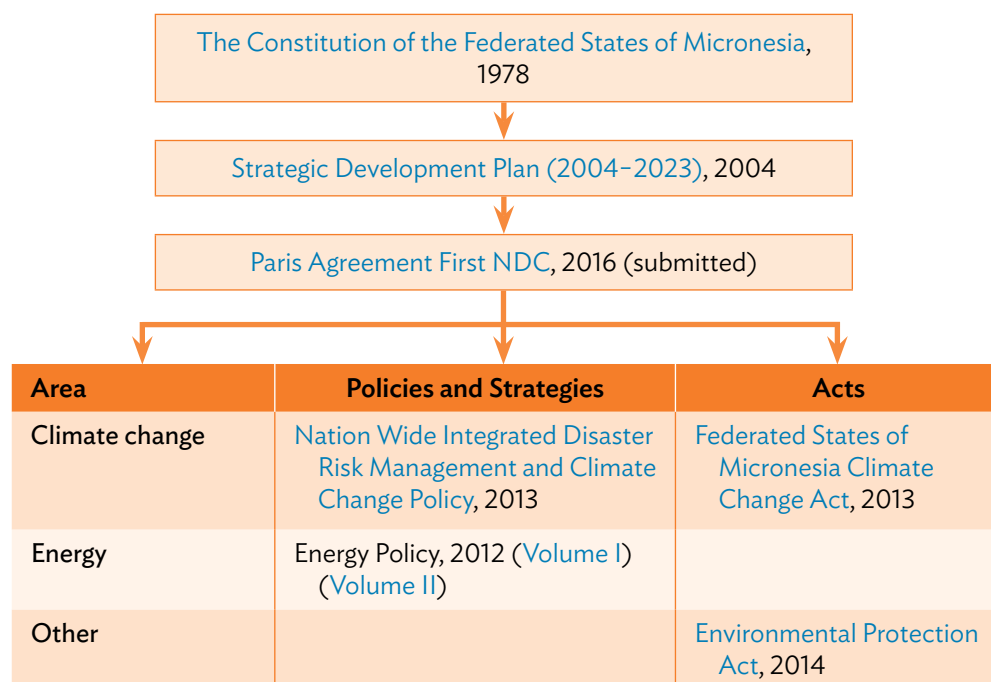 The Constitution of the Federated States of Micronesia,
1978
Strategic Development Plan (2004–2023), 2004
Paris Agreement First NDC, 2016 (submitted)
Area Policies and Strategies Acts
Climate change
Nation Wide Integrated Disaster
Risk Management and Climate
Change Policy, 2013
Federated States of
Micronesia Climate
Change Act, 2013
Energy
Energy Policy, 2012 (Volume I)
(Volume II)
Other
Environmental Protection
Act, 2014